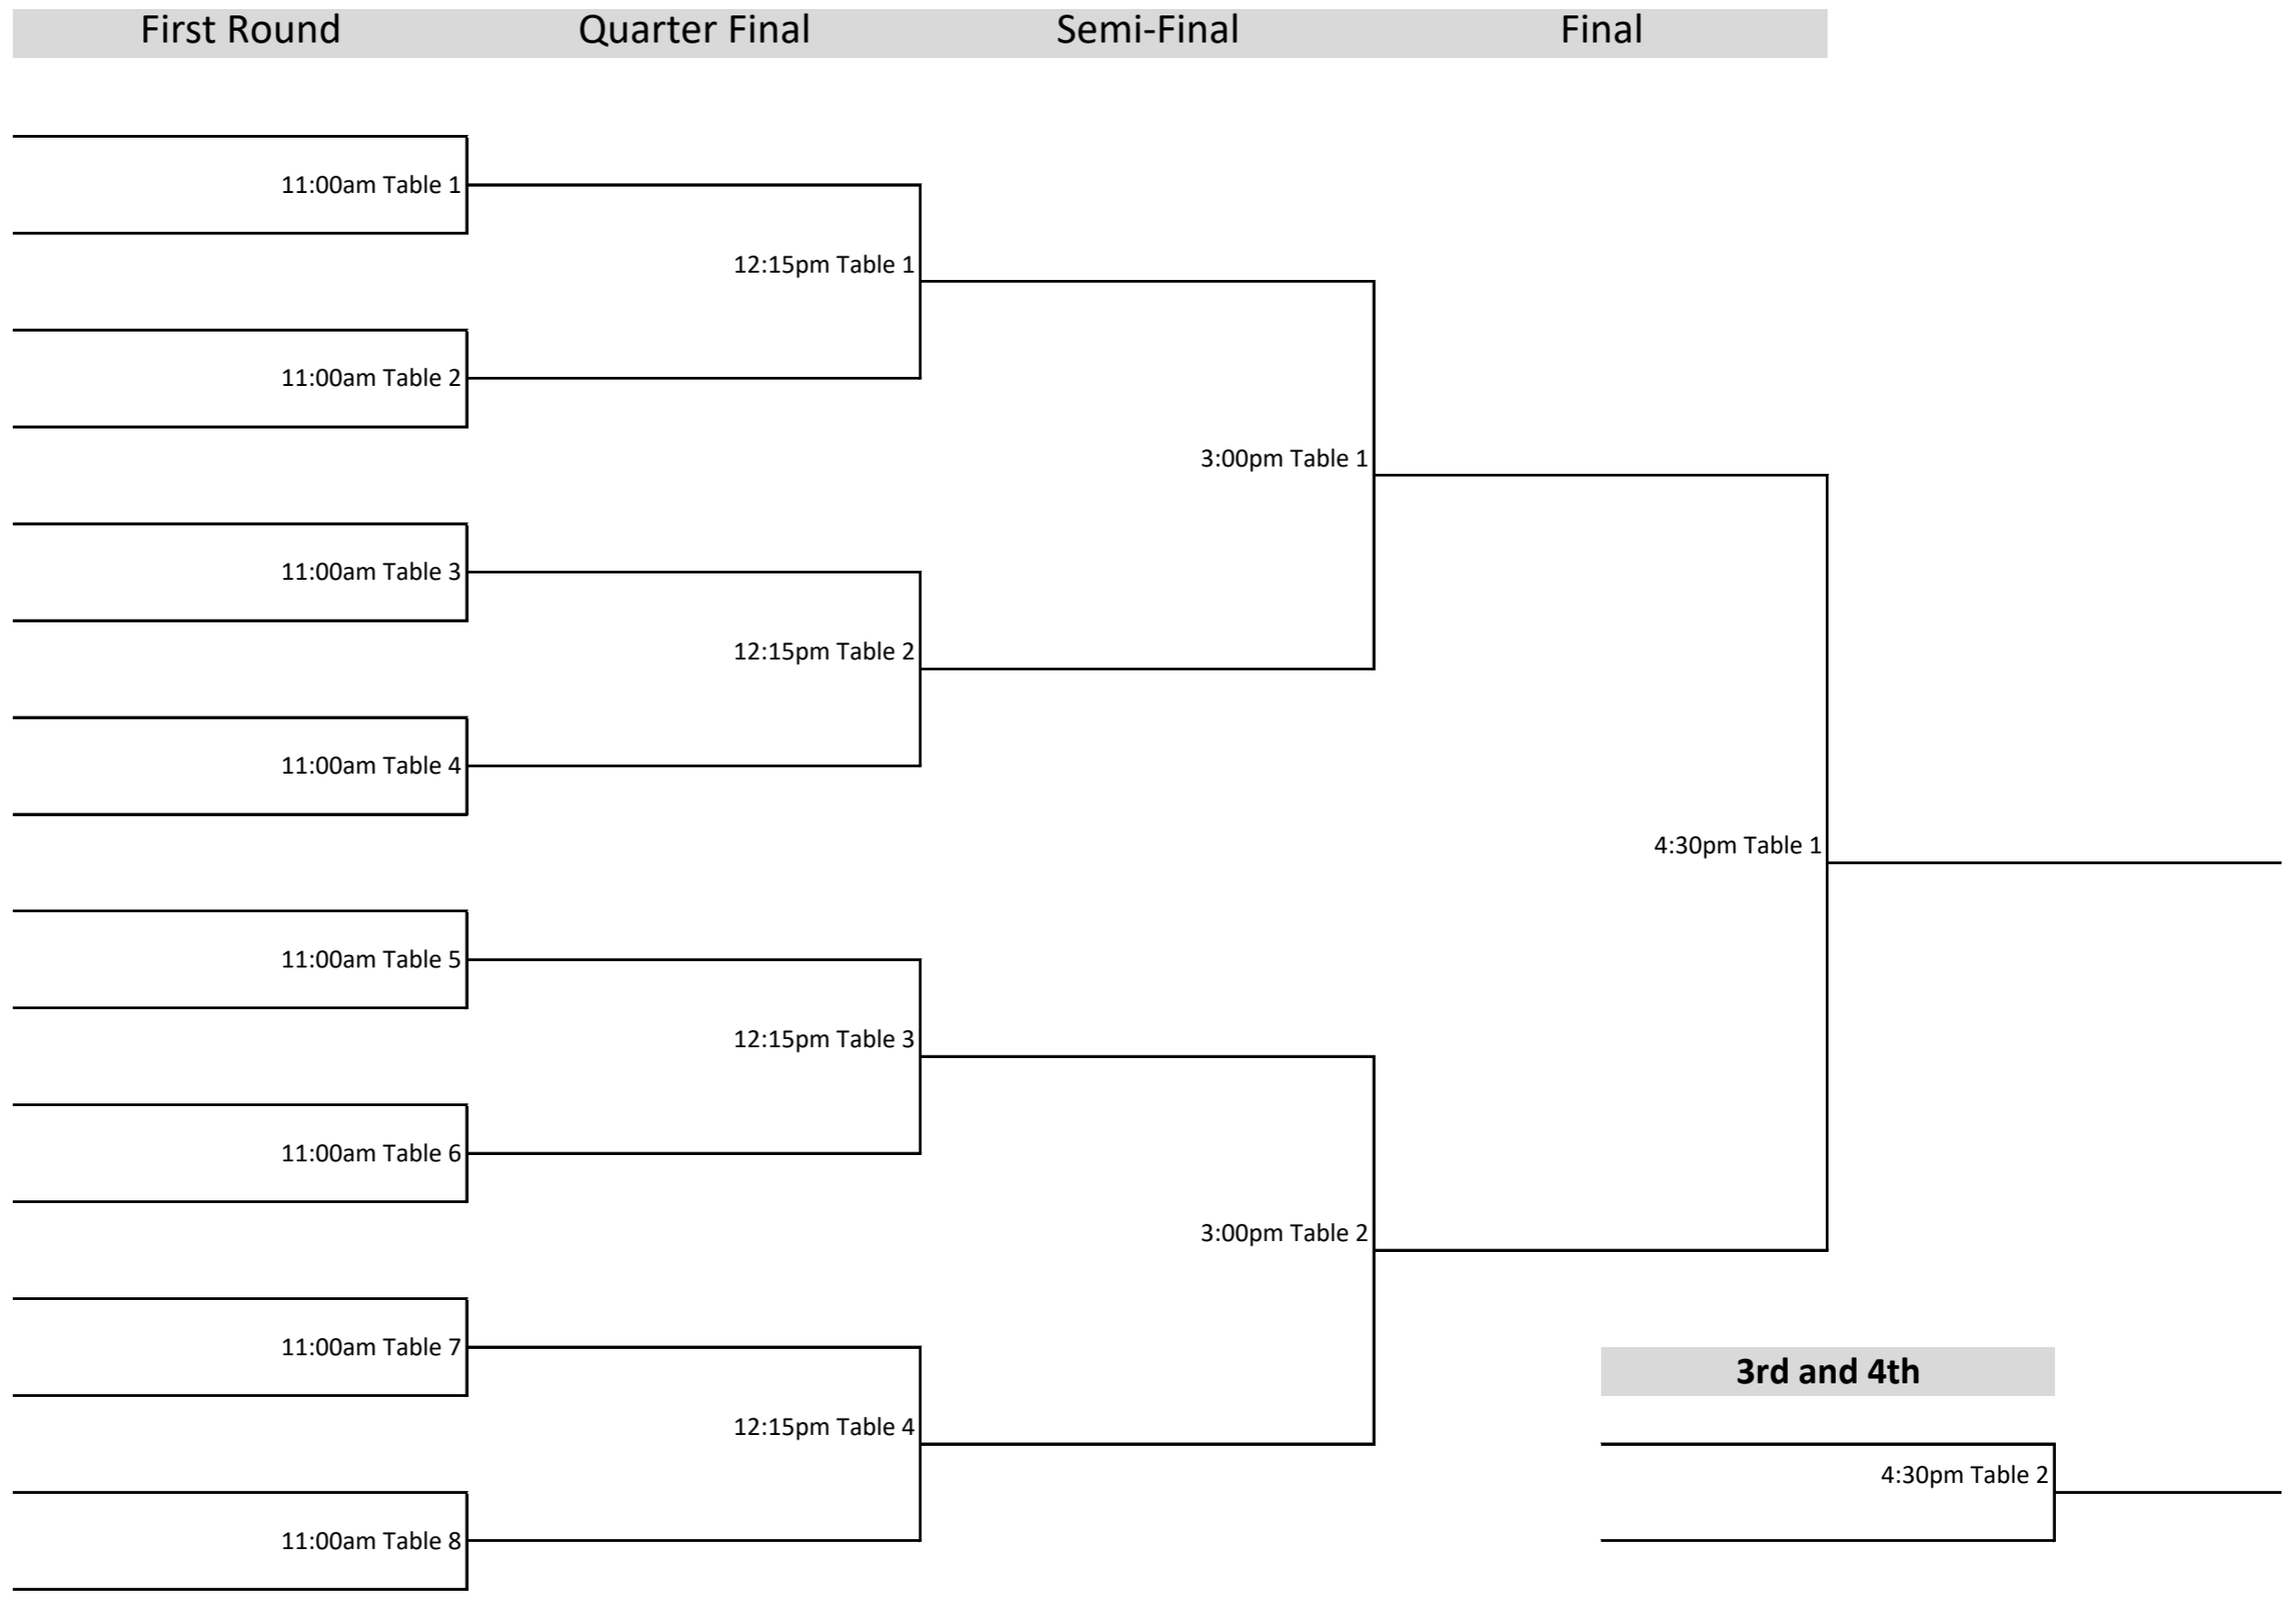 First Round Quarter Final Semi-Final Final
11:00am Table 1
12:15pm Table 1
11:00am Table 2
3:00pm Table 1
11:00am Table 3
12:15pm Table 2
11:00am Table 4
4:30pm Table 1
11:00am Table 5
12:15pm Table 3
11:00am Table 6
3:00pm Table 2
11:00am Table 7
3rd and 4th
12:15pm Table 4
4:30pm Table 2
11:00am Table 8